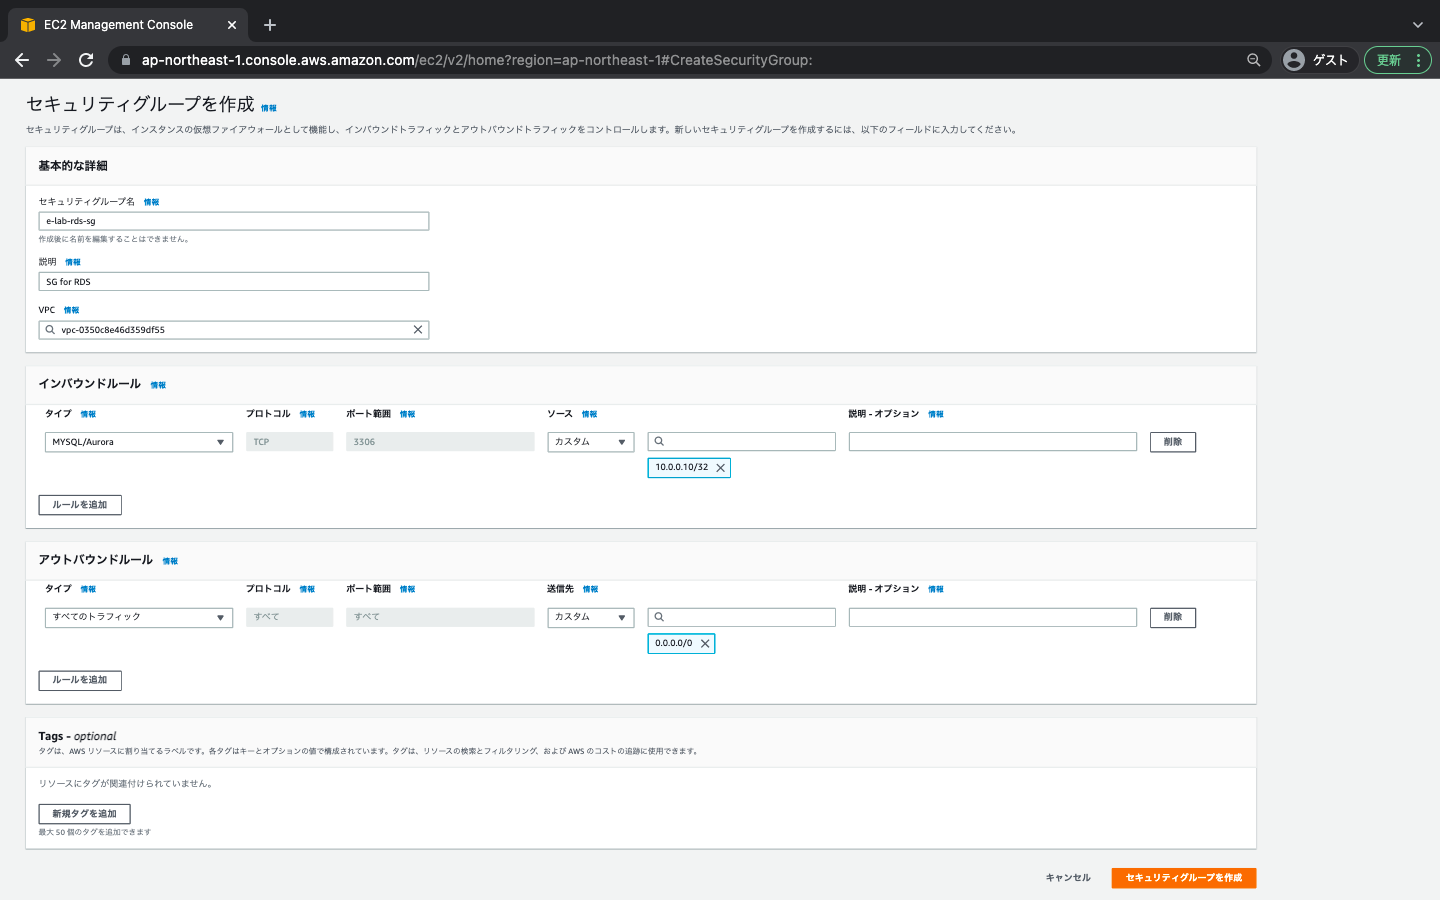 EC2 Management Console
ap-northeast-1.console.aws.amazon.com/ec2/v2/home?region=ap-northeast-1#CreateSecurityGroup:
ゲスト
更新
セキュリティグループを作成 情報
セキュリティグループは、インスタンスの仮想ファイアウォールとして機能し、インバウンドトラフィックとアウトバウンドトラフィックをコントロールします。新しいセキュリティグループを作成するには、以下のフィールドに入力してください。
基本的な詳細
セキュリティグループ名 情報
e-lab-rds-sg
作成後に名前を編集することはできません。
説明 情報
SG for RDS
VPC 情報
vpc-0350c8e46d359df55
インバウンドルール 情報
タイプ 情報 プロトコル 情報 ポート範囲 情報 ソース 情報 説明 - オプション 情報
MYSQL/Aurora TCP 3306 カスタム 削除
10.0.0.10/32
ルールを追加
アウトバウンドルール 情報
タイプ 情報 プロトコル 情報 ポート範囲 情報 送信先 情報 説明 - オプション 情報
すべてのトラフィック すべて すべて カスタム 削除
0.0.0.0/0
ルールを追加
Tags - optional
タグは、AWS リソースに割り当てるラベルです。各タグはキーとオプションの値で構成されています。タグは、リソースの検索とフィルタリング、および AWS のコストの追跡に使用できます。
リソースにタグが関連付けられていません。
新規タグを追加
最大 50 個のタグを追加できます
キャンセル セキュリティグループを作成